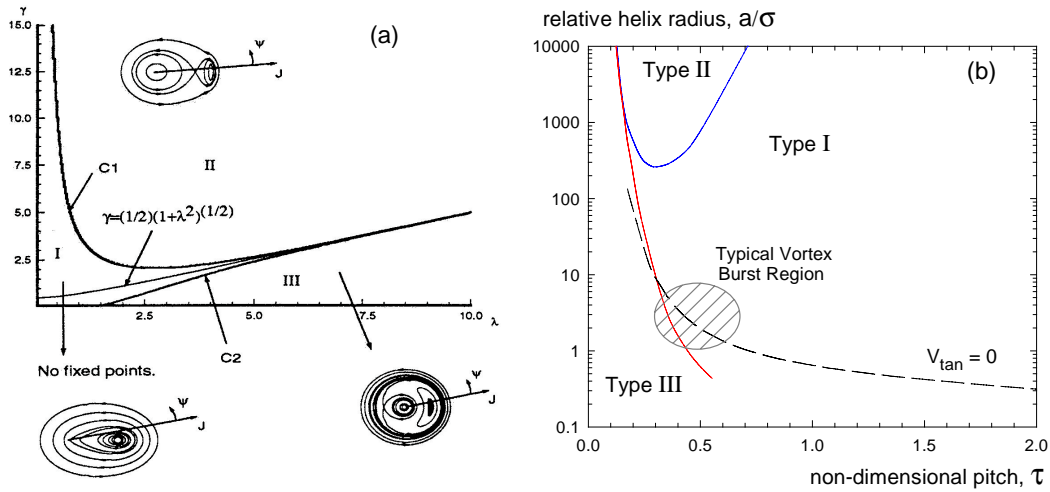 γ
15.0
12.5
10.0
7.5
5.0
2.5
2.5
5.0
7.5
10.0
λ
(a)
Ψ
J
C1
II
γ=(1/2)(1+λ²)(1/2)
I
III
C2
No fixed points.
Ψ
J
Ψ
J
relative helix radius, a/σ
10000
1000
100
10
1
0.1
0.0
0.5
1.0
1.5
2.0
(b)
Type II
Type I
Typical Vortex
Burst Region
Vtan = 0
Type III
non-dimensional pitch, τ